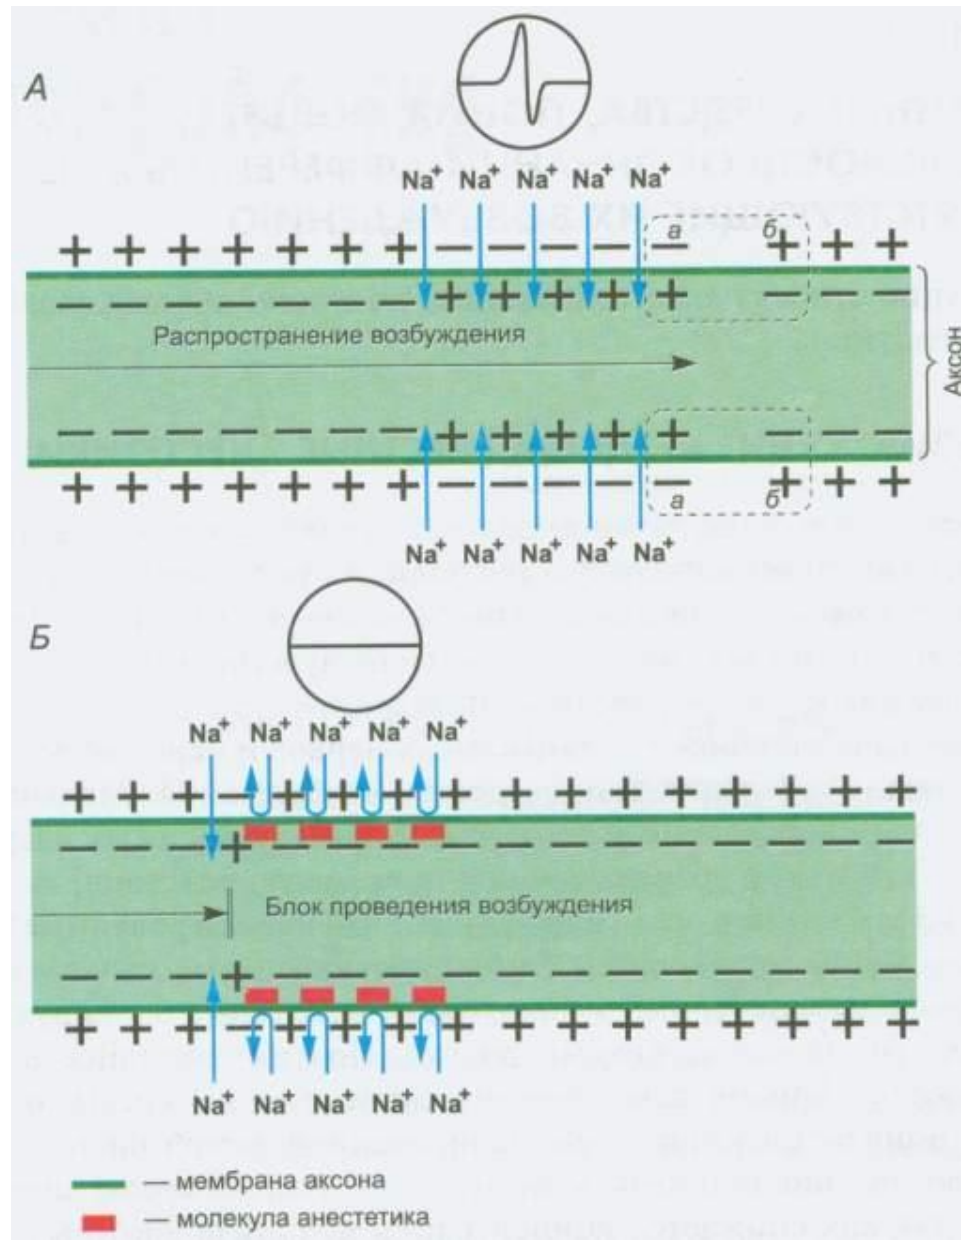 А
Na⁺ Na⁺ Na⁺ Na⁺ Na⁺
а б
Распространение возбуждения
Аксон
а б
Na⁺ Na⁺ Na⁺ Na⁺ Na⁺
Б
Na⁺ Na⁺ Na⁺ Na⁺ Na⁺
Блок проведения возбуждения
Na⁺ Na⁺ Na⁺ Na⁺ Na⁺
— мембрана аксона
— молекула анестетика